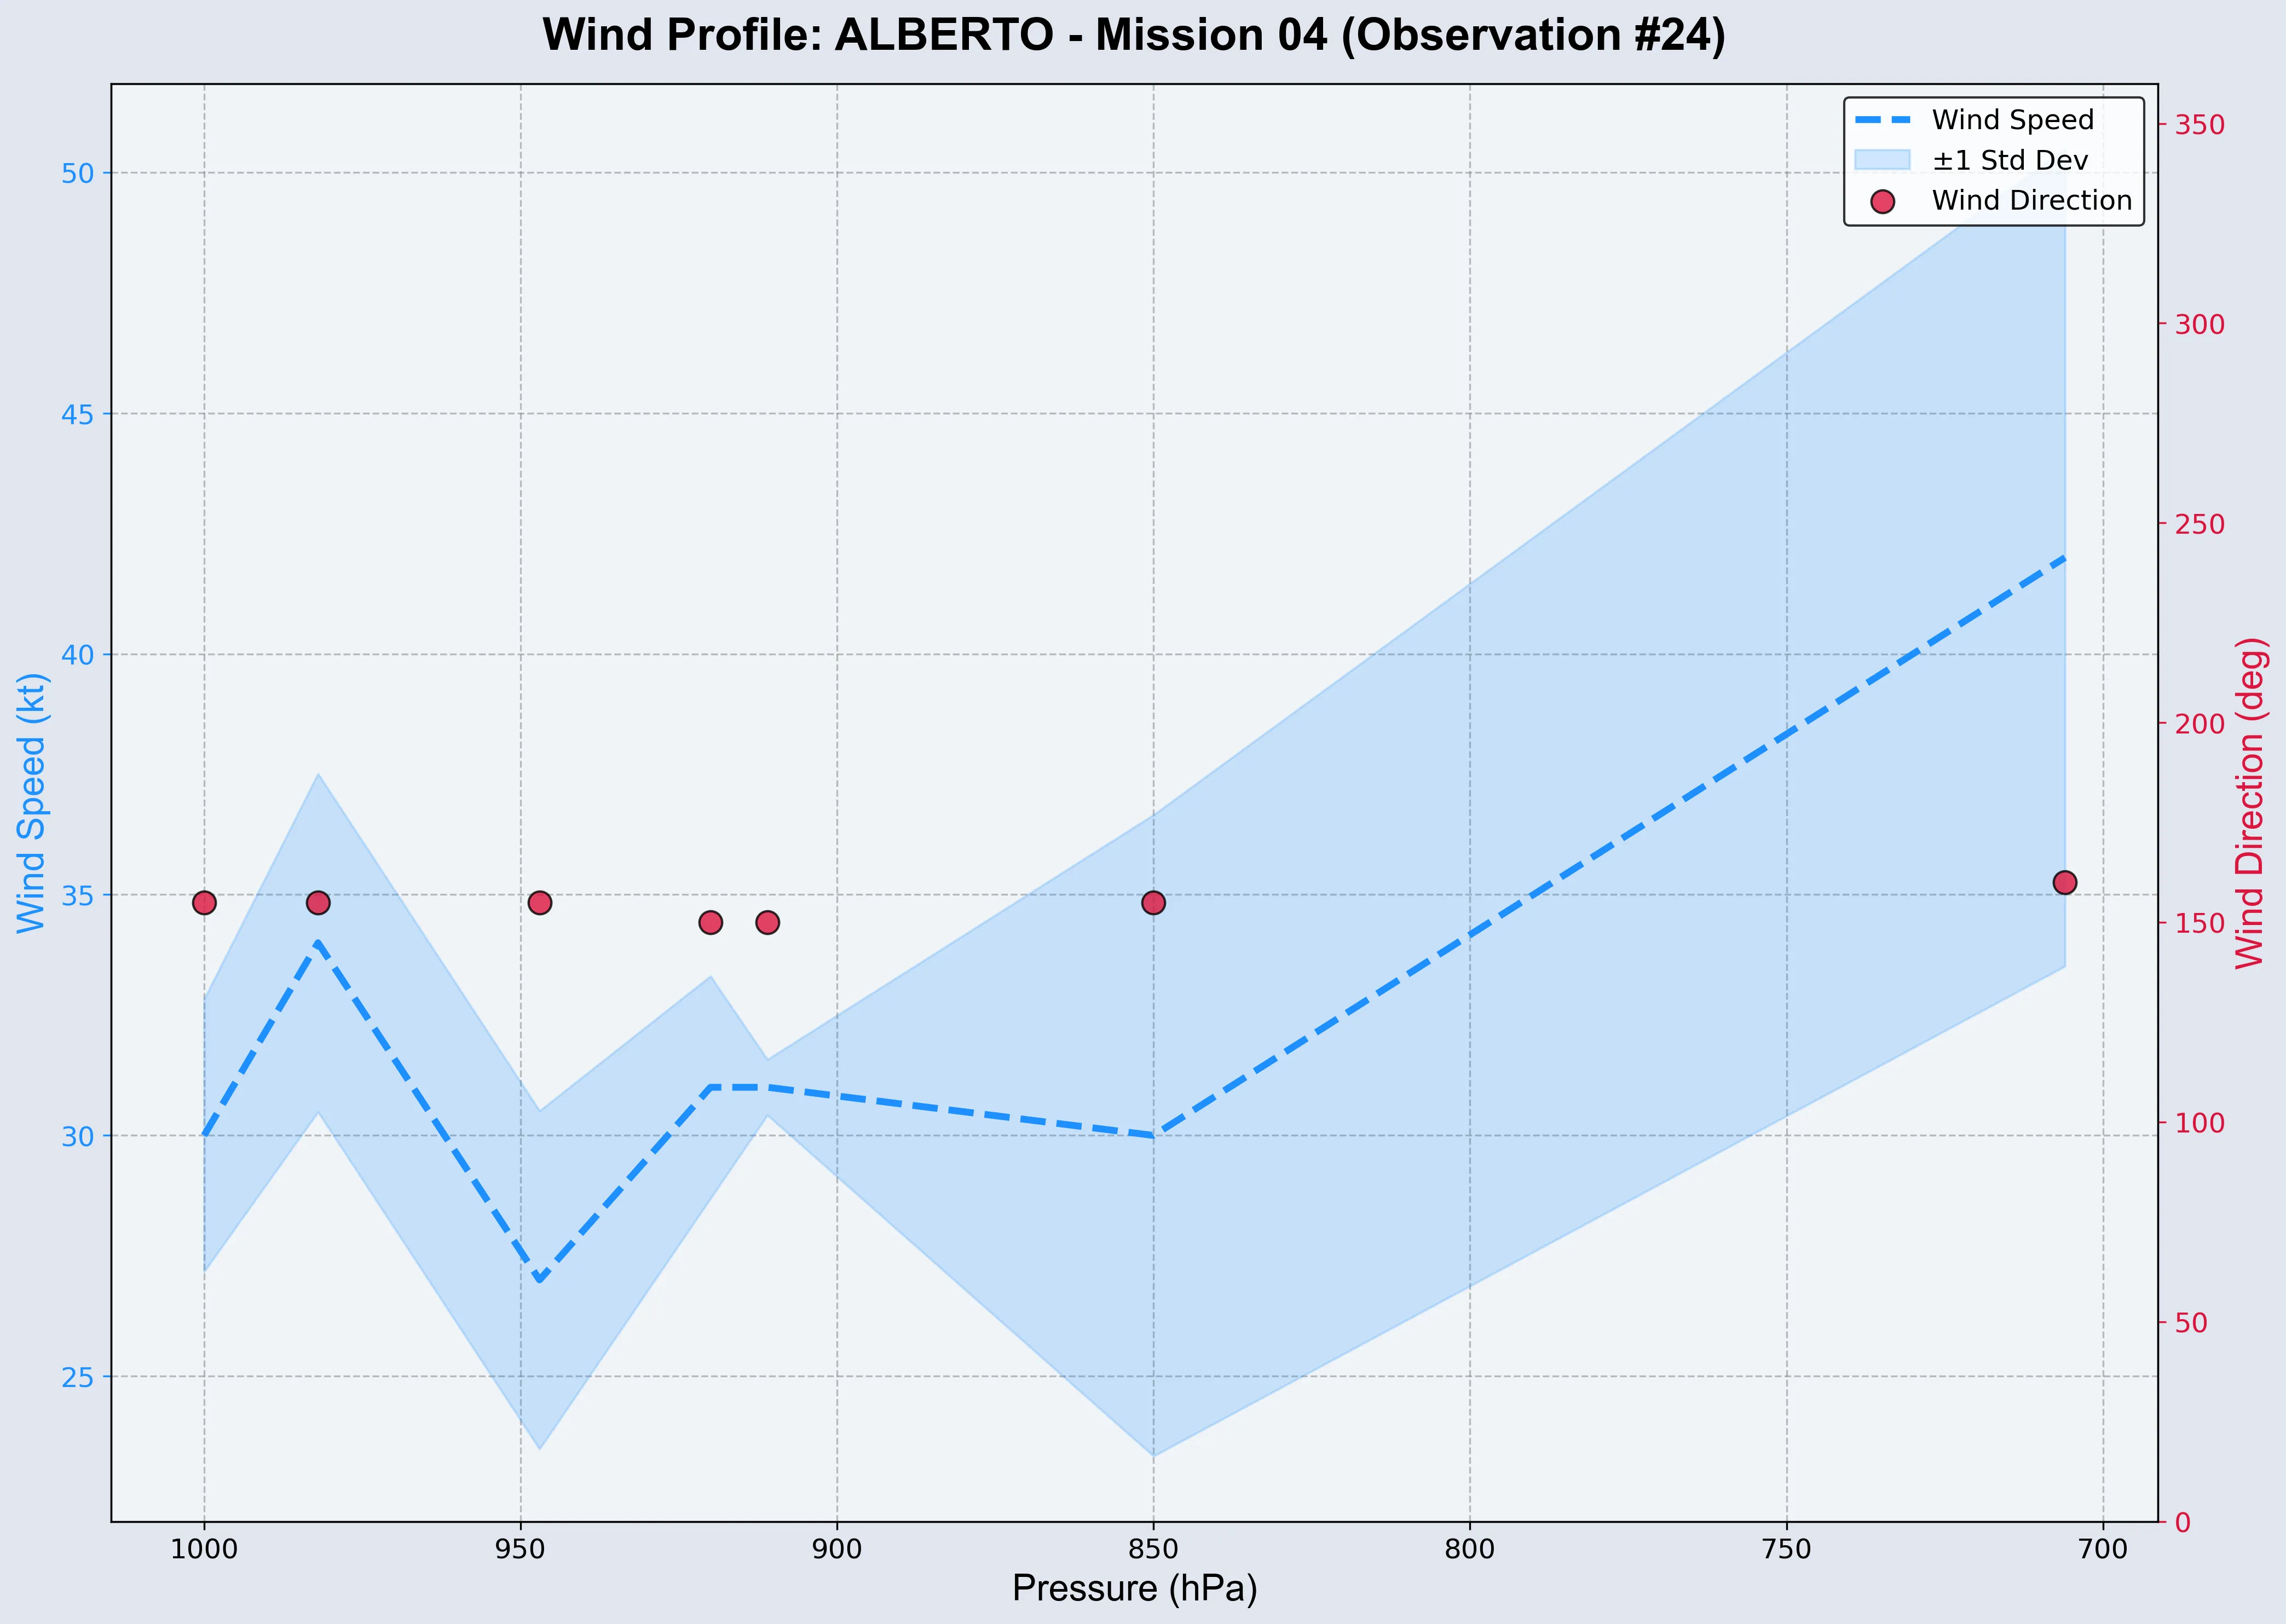 Wind Profile: ALBERTO - Mission 04 (Observation #24)
Wind Speed
±1 Std Dev
Wind Direction
Wind Speed (kt)
50
45
40
35
30
25
350
300
250
200
150
100
50
0
Wind Direction (deg)
1000 950 900 850 800 750 700
Pressure (hPa)